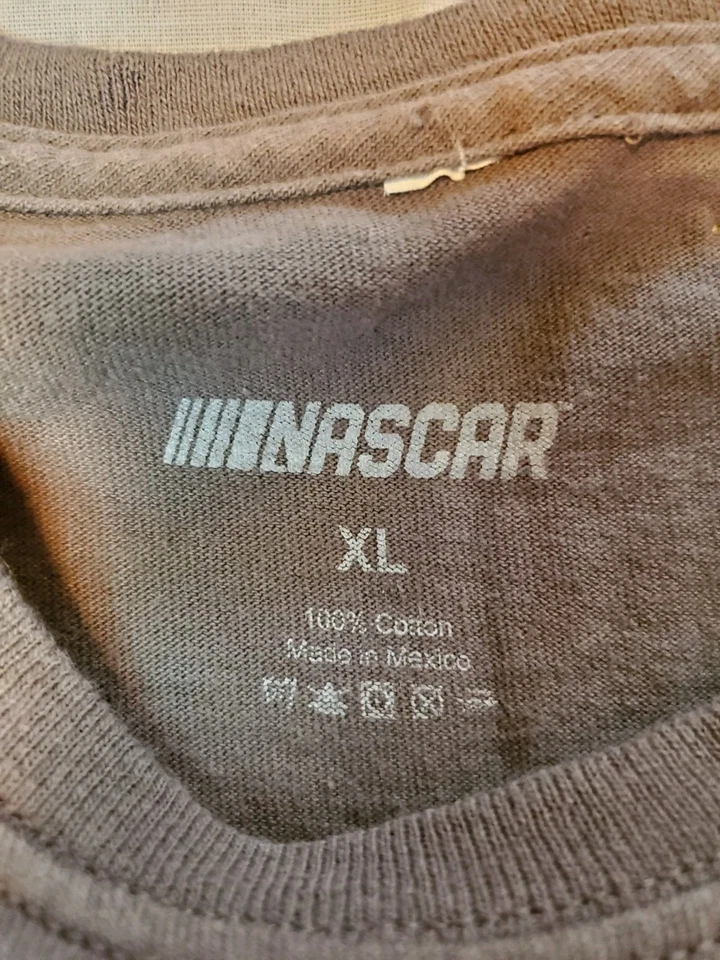 NASCAR
XL
100% Cotton
Made in Mexico